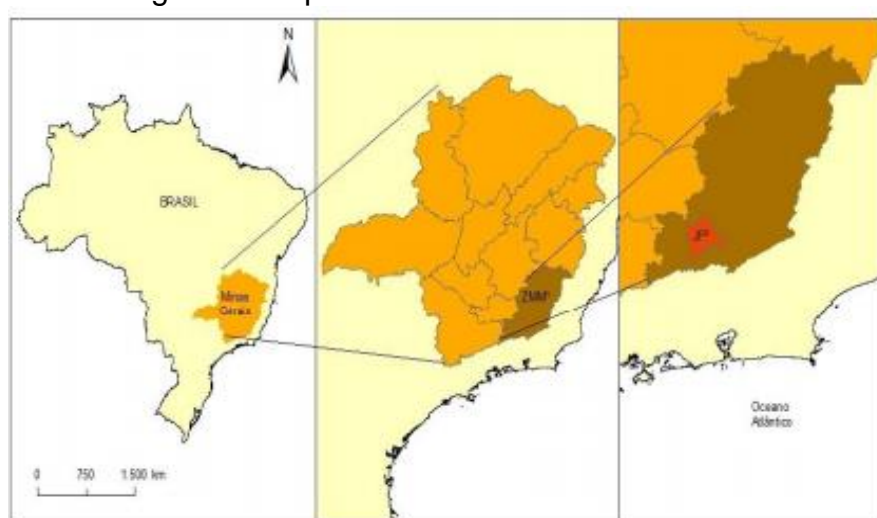 N
BRASIL
Minas
Gerais
0 750 1.500 km
ZMM
JF
Oceano
Atlântico